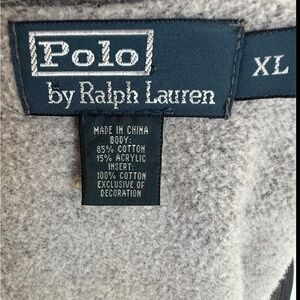 Polo
by Ralph Lauren
XL
MADE IN CHINA
BODY:
85% COTTON
15% ACRYLIC
INSERT:
100% COTTON
EXCLUSIVE OF
DECORATION